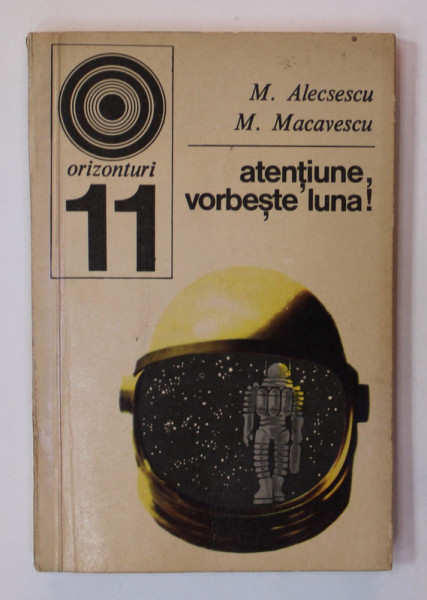 orizonturi
11
M. Alecsescu
M. Macavescu
atențiune,
vorbește luna!